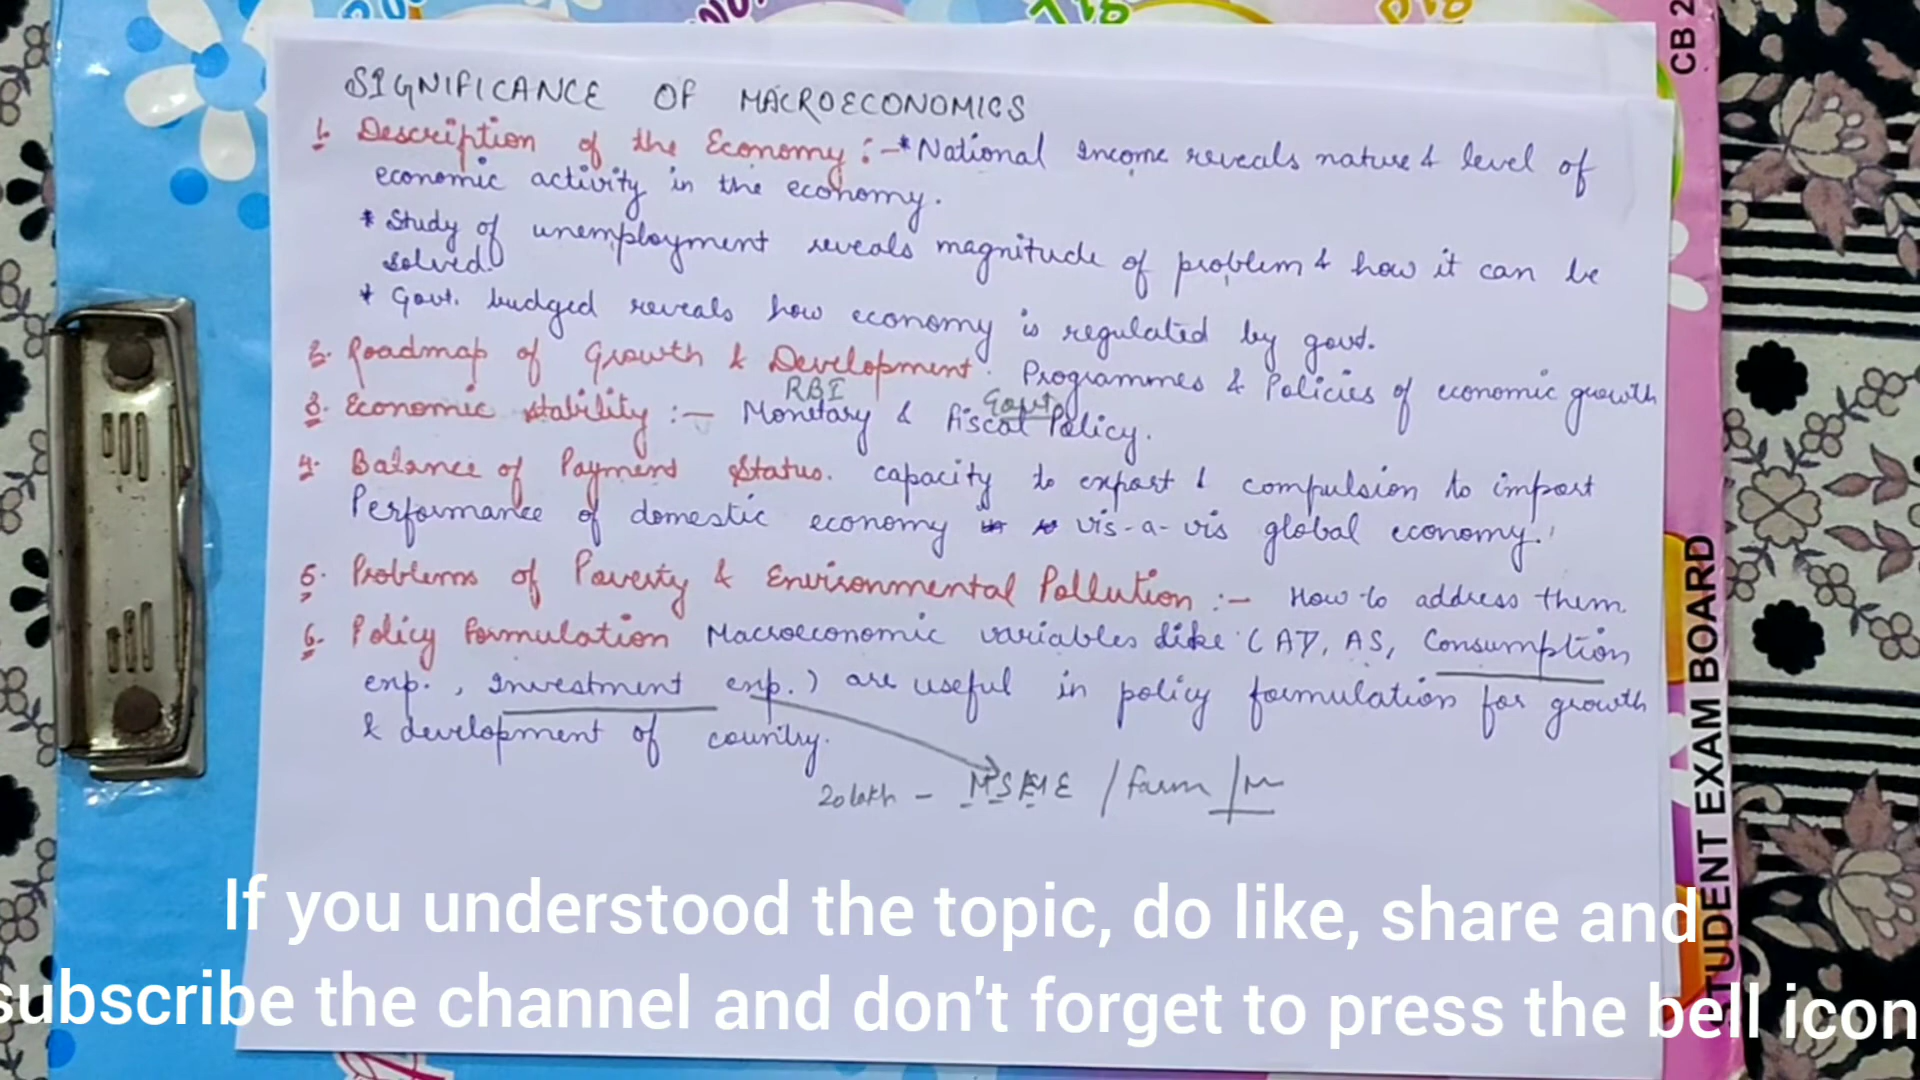 CB 2
SIGNIFICANCE OF MACROECONOMICS
1. Description of the Economy :- * National Income reveals nature & level of
economic activity in the economy.
* Study of unemployment reveals magnitude of problem & how it can be
solved.
* Govt. budged reveals how economy is regulated by govt.
2. Roadmap of Growth & Development. Programmes & Policies of economic growth
RBI Govt
3. Economic stability :- Monetary & Fiscal Policy.
4. Balance of Payment Status. capacity to export & compulsion to import
Performance of domestic economy vis-a-vis global economy.
5. Problems of Poverty & Environmental Pollution :- How to address them
6. Policy Formulation Macroeconomic variables like (AD, AS, Consumption
exp., Investment exp.) are useful in policy formulation for growth
& development of country.
20 lakh - MSME / farm /
STUDENT EXAM BOARD
If you understood the topic, do like, share and
subscribe the channel and don't forget to press the bell icon